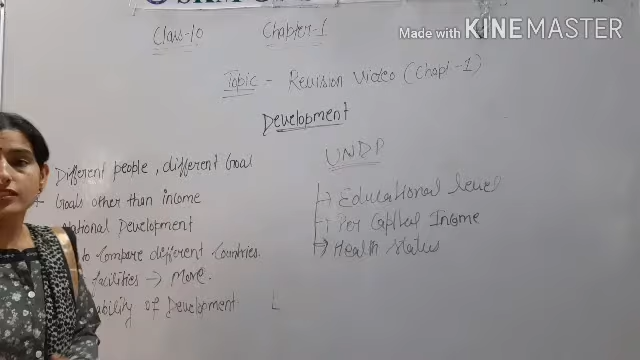 Made with KINEMASTER
Class-10 Chapter-1
Topic - Revision Video (Chapt-1)
Development
Different people, different Goal
Goals other than income
National Development
to Compare different Countries.
facilities → More.
of Development
UNDP
→ Educational level
→ Per Capital Income
→ Health Status